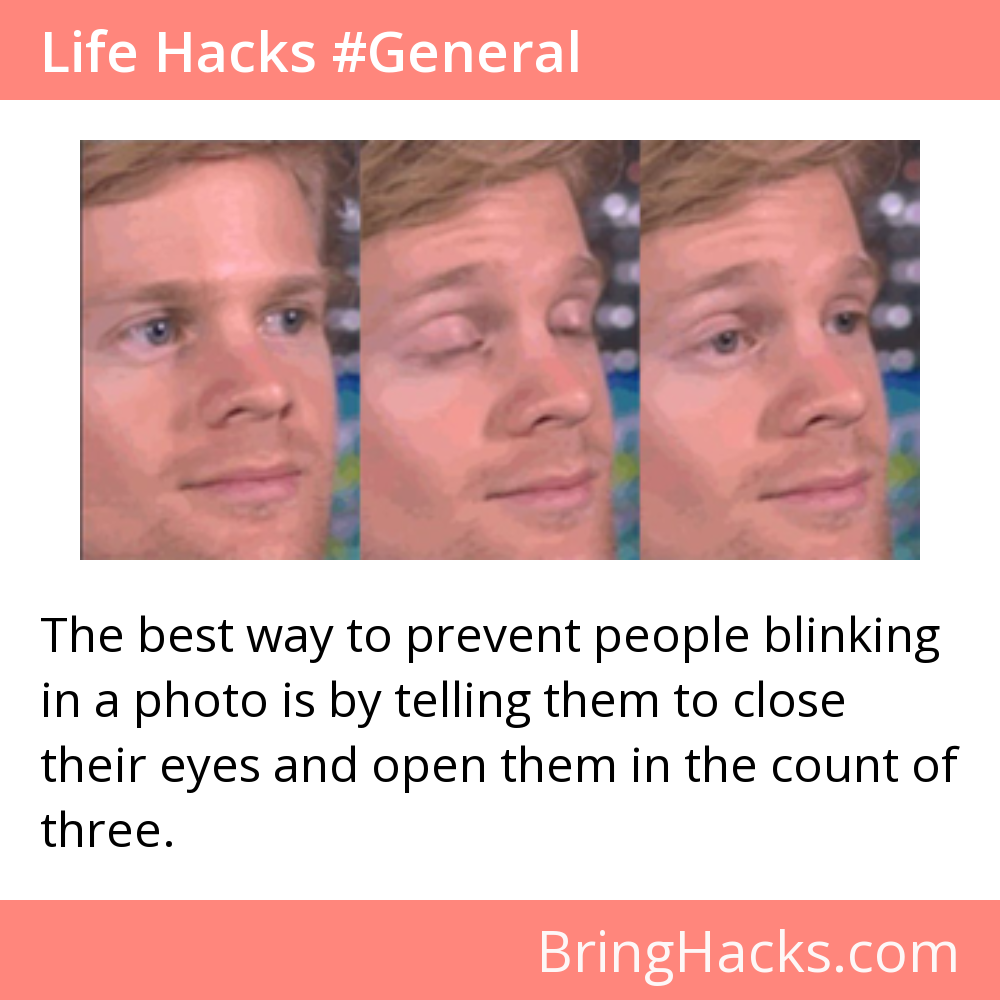 Life Hacks #General
The best way to prevent people blinking
in a photo is by telling them to close
their eyes and open them in the count of
three.
BringHacks.com